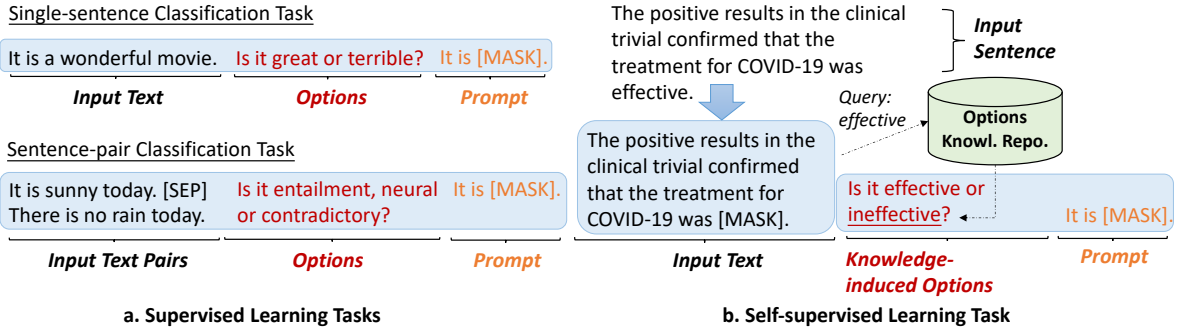 Single-sentence Classification Task
It is a wonderful movie. Is it great or terrible? It is [MASK].
Input Text Options Prompt
Sentence-pair Classification Task
It is sunny today. [SEP] Is it entailment, neural It is [MASK].
There is no rain today. or contradictory?
Input Text Pairs Options Prompt
a. Supervised Learning Tasks
The positive results in the clinical
trivial confirmed that the
treatment for COVID-19 was
effective.
Input
Sentence
Query:
effective
Options
Knowl. Repo.
The positive results in the
clinical trivial confirmed
that the treatment for
COVID-19 was [MASK].
Is it effective or
ineffective? It is [MASK].
Input Text Knowledge-
induced Options Prompt
b. Self-supervised Learning Task